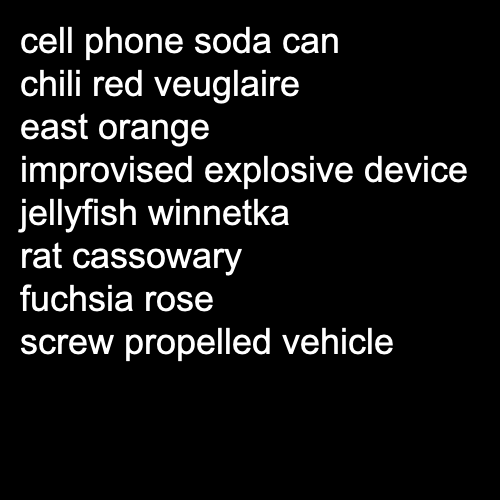 cell phone soda can
chili red veuglaire
east orange
improvised explosive device
jellyfish winnetka
rat cassowary
fuchsia rose
screw propelled vehicle